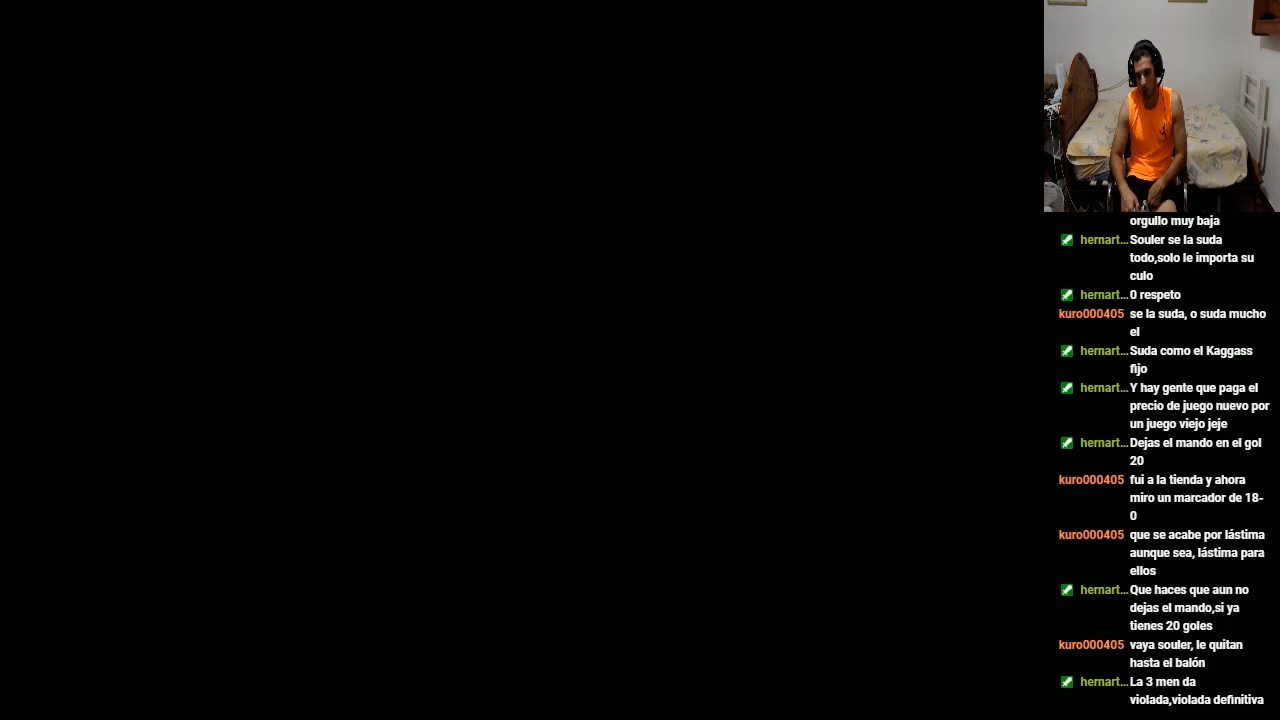 orgullo muy baja
hernart... Souler se la suda
todo,solo le importa su
culo
hernart... 0 respeto
kuro000405 se la suda, o suda mucho
el
hernart... Suda como el Kaggass
fijo
hernart... Y hay gente que paga el
precio de juego nuevo por
un juego viejo jeje
hernart... Dejas el mando en el gol
20
kuro000405 fui a la tienda y ahora
miro un marcador de 18-
0
kuro000405 que se acabe por lástima
aunque sea, lástima para
ellos
hernart... Que haces que aun no
dejas el mando,si ya
tienes 20 goles
kuro000405 vaya souler, le quitan
hasta el balón
hernart... La 3 men da
violada,violada definitiva